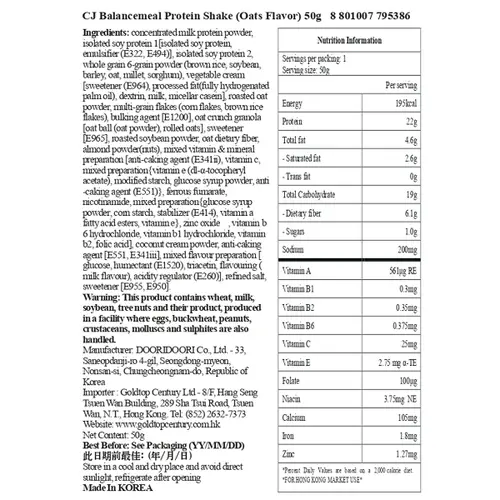 CJ Balancemeal Protein Shake (Oats Flavor) 50g 8 801007 795386
Ingredients: concentrated milk protein powder,
isolated soy protein 1[isolated soy protein,
emulsifier (E322, E494)], isolated soy protein 2,
whole grain 6-grain powder (brown rice, soybean,
barley, oat, millet, sorghum), vegetable cream
[sweetener (E964), processed fat(fully hydrogenated
palm oil), dextrin, milk, micellar casein], roasted oat
powder, multi-grain flakes (corn flakes, brown rice
flakes), bulking agent [E1200], oat crunch granola
[oat ball (oat powder), rolled oats], sweetener
[E965], roasted soybean powder, oat dietary fiber,
almond powder(nuts), mixed vitamin & mineral
preparation [anti-caking agent (E341ii), vitamin c,
mixed preparation{vitamin e (dl-α-tocopheryl
acetate), modified starch, glucose syrup powder, anti
-caking agent (E551)}, ferrous fumarate,
nicotinamide, mixed preparation{glucose syrup
powder, corn starch, stabilizer (E414), vitamin a
fatty acid esters, vitamin e}, zinc oxide , vitamin b
6 hydrochloride, vitamin b1 hydrochloride, vitamin
b2, folic acid], coconut cream powder, anti-caking
agent [E551, E341iii], mixed flavour preparation [
glucose, humectant (E1520), triacetin, flavouring (
milk flavour), acidity regulator (E260)], refined salt,
sweetener [E955, E950].
Warning: This product contains wheat, milk,
soybean, tree nuts and their product, produced
in a facility where eggs, buckwheat, peanuts,
crustaceans, molluscs and sulphites are also
handled.
Manufacturer: DOORIDOORI Co., Ltd. - 33,
Saneopdanji-ro 4-gil, Seongdong-myeon,
Nonsan-si, Chungcheongnam-do, Republic of
Korea
Importer : Goldtop Century Ltd - 8/F, Hang Seng
Tsuen Wan Building, 289 Sha Tsui Road, Tsuen
Wan, N.T., Hong Kong. Tel: (852) 2632-7373
Website: www.goldtopcentury.com.hk
Net Content: 50g
Best Before: See Packaging (YY/MM/DD)
此日期前最佳: (年/月/日)
Store in a cool and dry place and avoid direct
sunlight, refrigerate after opening
Made In KOREA
Nutrition Information
Servings per packing: 1
Serving size: 50g
Per serving
Energy 195kcal
Protein 22g
Total fat 4.6g
- Saturated fat 2.6g
- Trans fat 0g
Total Carbohydrate 19g
- Dietary fiber 6.1g
- Sugars 1.0g
Sodium 200mg
Vitamin A 561μg RE
Vitamin B1 0.3mg
Vitamin B2 0.35mg
Vitamin B6 0.375mg
Vitamin C 25mg
Vitamin E 2.75 mg α-TE
Folate 100μg
Niacin 3.75mg NE
Calcium 105mg
Iron 1.8mg
Zinc 1.27mg
*Percent Daily Values are based on a 2,000 calorie diet.
*FOR HONG KONG MARKET USE*